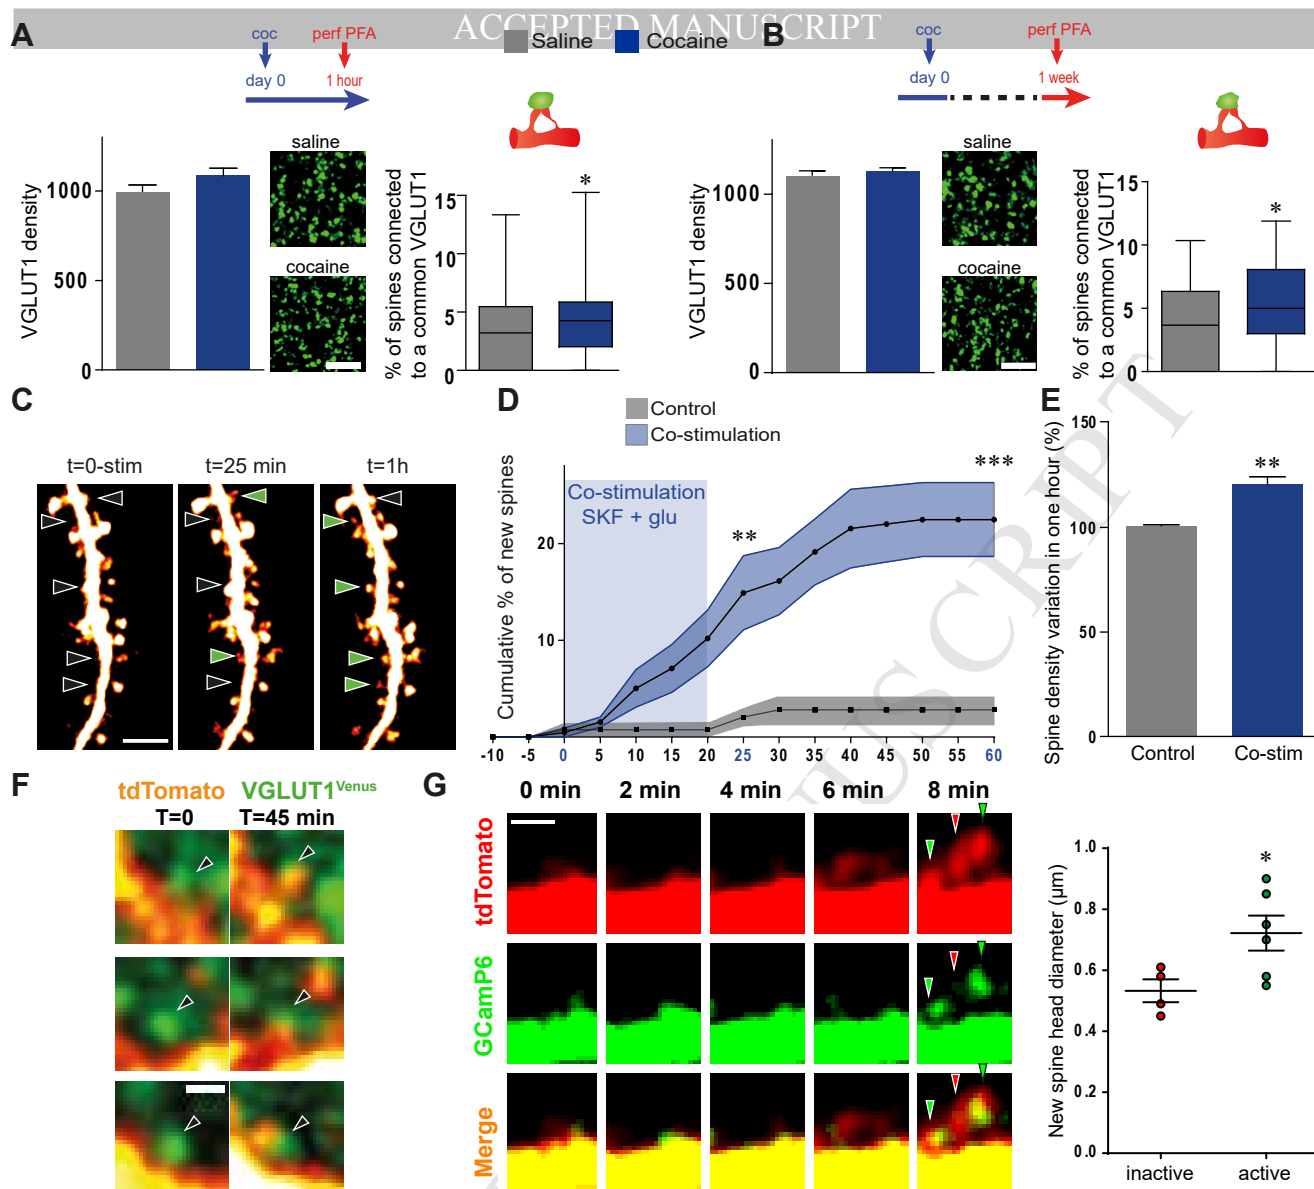 ACCEPTED MANUSCRIPT
A
coc
perf PFA
day 0
1 hour
Saline
Cocaine
B
coc
perf PFA
day 0
1 week
VGLUT1 density
1000
500
0
saline
cocaine
% of spines connected
to a common VGLUT1
15
10
5
0
*
VGLUT1 density
1000
500
0
saline
cocaine
% of spines connected
to a common VGLUT1
15
10
5
0
*
C
t=0-stim
t=25 min
t=1h
D
Control
Co-stimulation
Cumulative % of new spines
20
10
Co-stimulation
SKF + glu
**
***
-10 -5 0 5 10 15 20 25 30 35 40 45 50 55 60
E
Spine density variation in one hour (%)
150
100
50
0
**
Control
Co-stim
F
tdTomato
VGLUT1Venus
T=0
T=45 min
G
0 min
2 min
4 min
6 min
8 min
tdTomato
GCamP6
Merge
New spine head diameter (µm)
1.0
0.8
0.6
0.4
0.2
0.0
*
inactive
active
NUSCRIPT